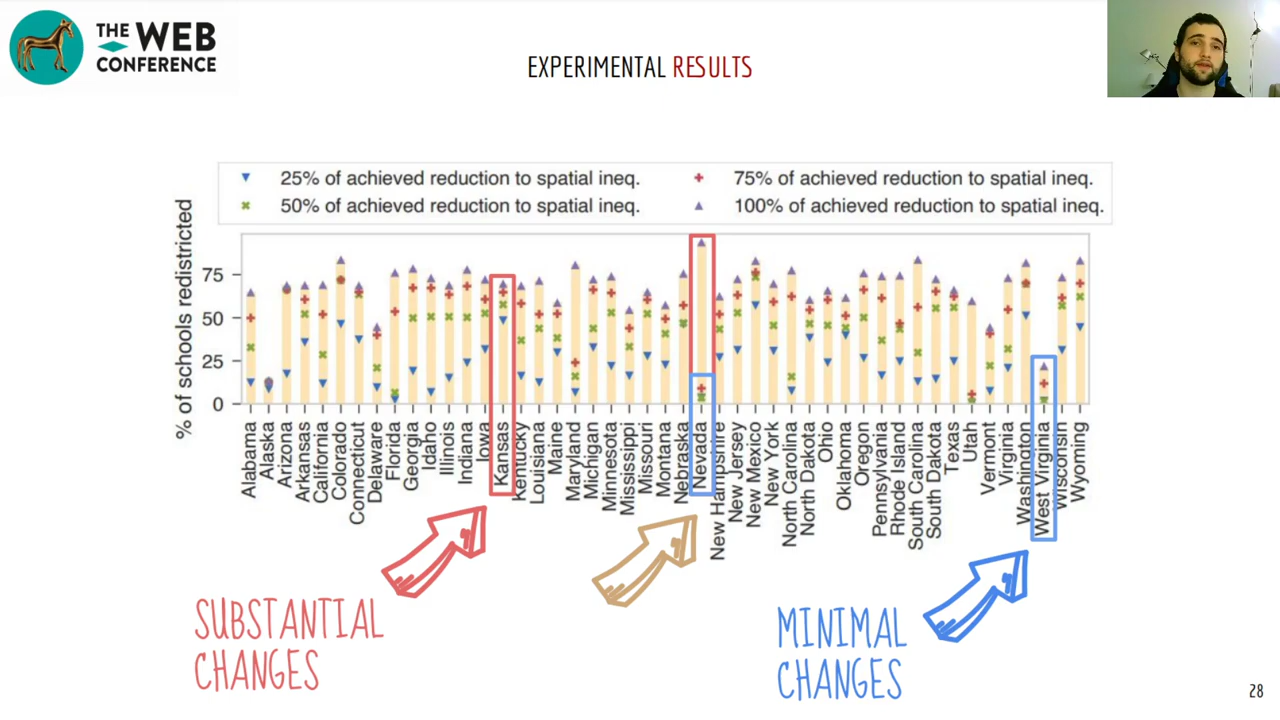 THE WEB
CONFERENCE
EXPERIMENTAL RESULTS
25% of achieved reduction to spatial ineq.
75% of achieved reduction to spatial ineq.
50% of achieved reduction to spatial ineq.
100% of achieved reduction to spatial ineq.
% of schools redistricted
75
50
25
0
Alabama
Alaska
Arizona
Arkansas
California
Colorado
Connecticut
Delaware
Florida
Georgia
Idaho
Illinois
Indiana
Iowa
Kansas
Kentucky
Louisiana
Maine
Maryland
Michigan
Minnesota
Mississippi
Missouri
Montana
Nebraska
Nevada
New Hampshire
New Jersey
New Mexico
New York
North Carolina
North Dakota
Ohio
Oklahoma
Oregon
Pennsylvania
Rhode Island
South Carolina
South Dakota
Texas
Utah
Vermont
Virginia
Washington
West Virginia
Wisconsin
Wyoming
SUBSTANTIAL
CHANGES
MINIMAL
CHANGES
28